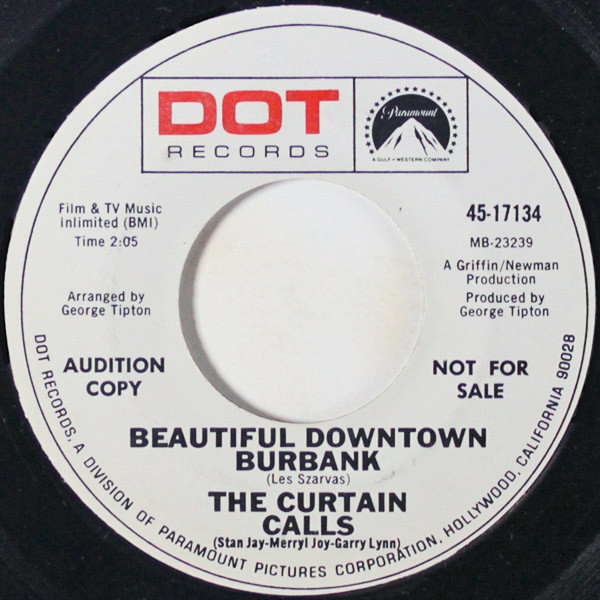 DOT
RECORDS
Paramount
A GULF + WESTERN COMPANY
Film & TV Music
inlimited (BMI)
Time 2:05
Arranged by
George Tipton
AUDITION
COPY
45-17134
MB-23239
A Griffin/Newman
Production
Produced by
George Tipton
NOT FOR
SALE
BEAUTIFUL DOWNTOWN
BURBANK
(Les Szarvas)
THE CURTAIN
CALLS
(Stan Jay-Merryl Joy-Garry Lynn)
DOT RECORDS, A DIVISION OF PARAMOUNT PICTURES CORPORATION, HOLLYWOOD, CALIFORNIA 90028